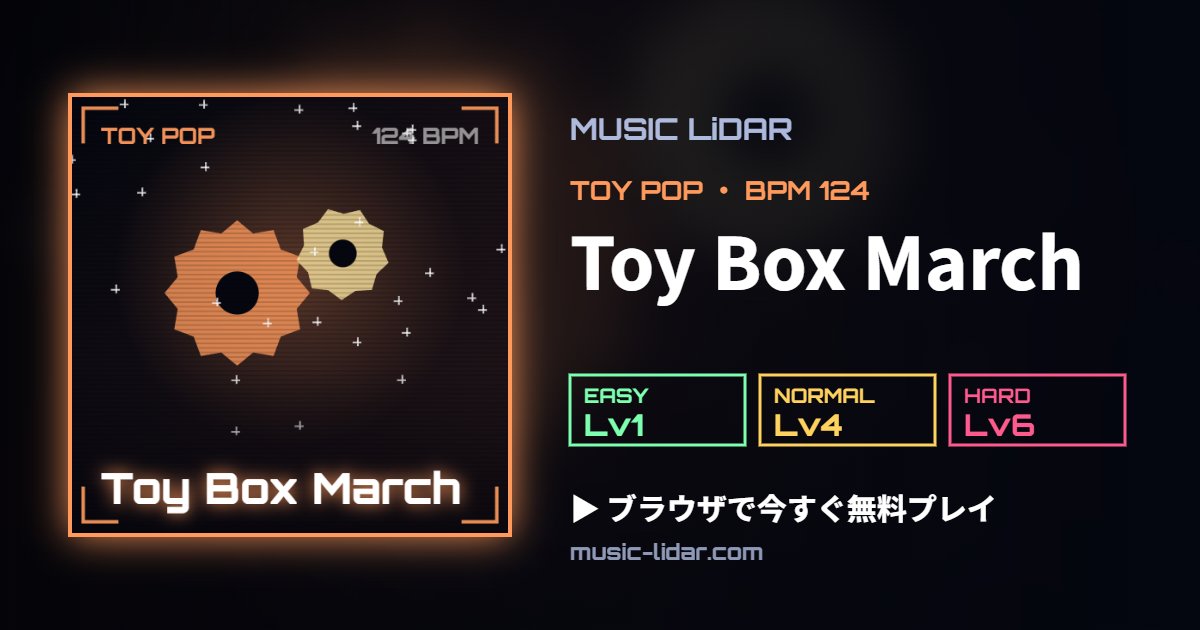 TOY POP
124 BPM
Toy Box March
MUSIC LiDAR
TOY POP • BPM 124
Toy Box March
EASY
Lv1
NORMAL
Lv4
HARD
Lv6
▶ ブラウザで今すぐ無料プレイ
music-lidar.com